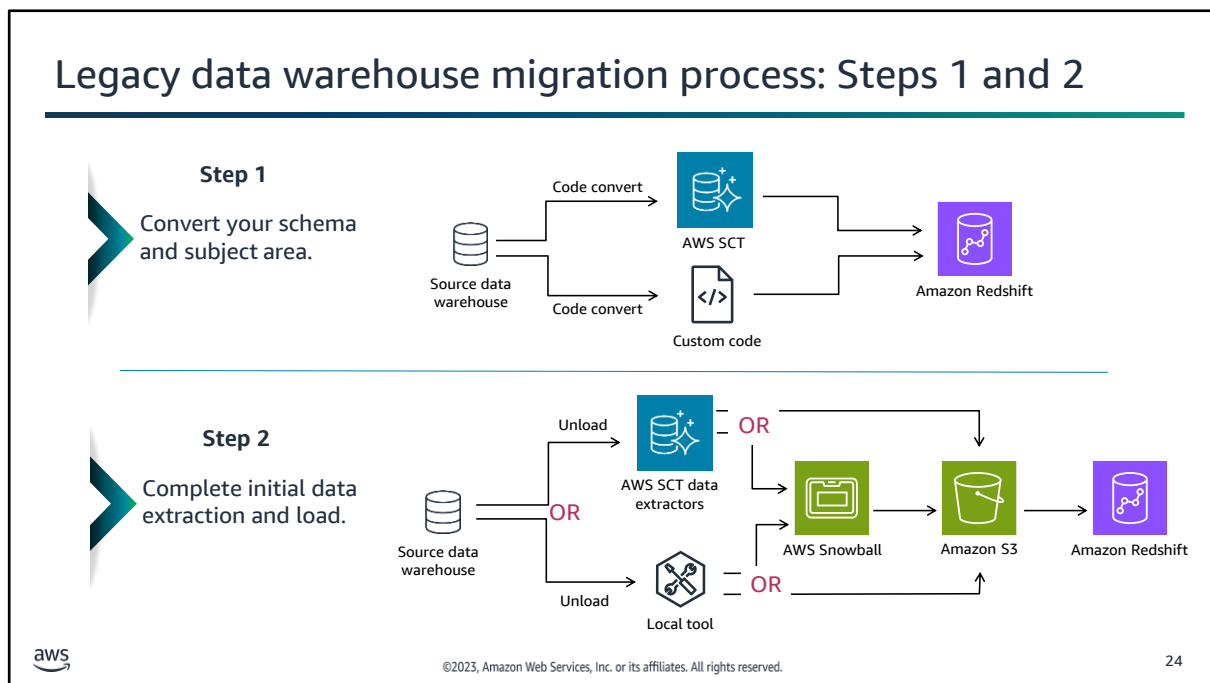 Legacy data warehouse migration process: Steps 1 and 2
Step 1
Convert your schema
and subject area.
Source data
warehouse
Code convert
Code convert
AWS SCT
</>
Custom code
Amazon Redshift
Step 2
Complete initial data
extraction and load.
Source data
warehouse
OR
Unload
Unload
AWS SCT data
extractors
OR
Local tool
OR
AWS Snowball
Amazon S3
Amazon Redshift
aws
©2023, Amazon Web Services, Inc. or its affiliates. All rights reserved.
24